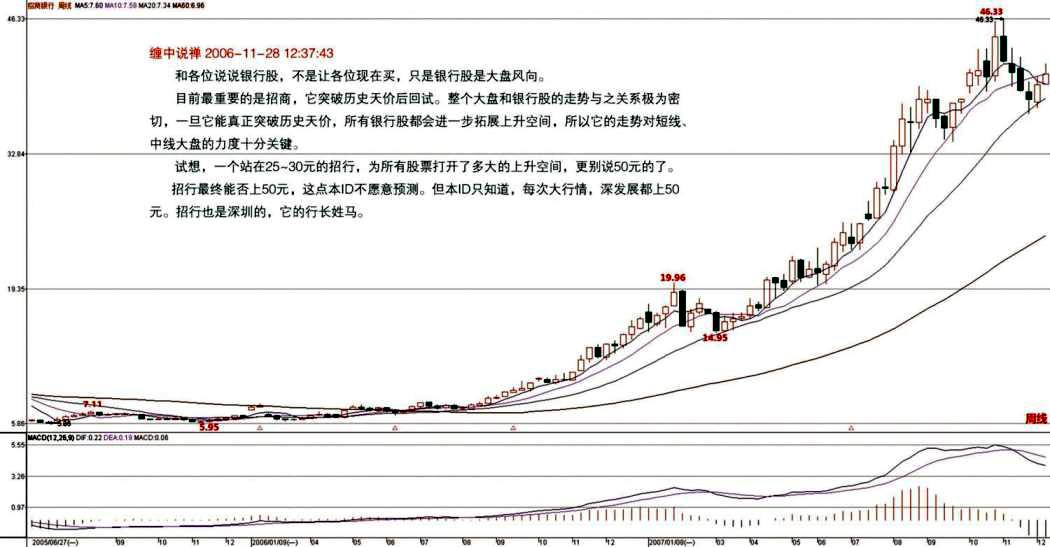 招商银行 周线 MA5:7.60 MA10:7.59 MA20:7.34 MA60:6.96
46.33
46.33
46.33
缠中说禅 2006-11-28 12:37:43
和各位说说银行股，不是让各位现在买，只是银行股是大盘风向。
目前最重要的是招商，它突破历史天价后回试。整个大盘和银行股的走势与之关系极为密
切，一旦它能真正突破历史天价，所有银行股都会进一步拓展上升空间，所以它的走势对短线、
中线大盘的力度十分关键。
32.84
试想，一个站在25~30元的招行，为所有股票打开了多大的上升空间，更别说50元的了。
招行最终能否上50元，这点本ID不愿意预测。但本ID只知道，每次大行情，深发展都上50
元。招行也是深圳的，它的行长姓马。
19.96
19.35
14.95
7.11
5.95
5.86
周线
MACD(12,26,9) DIF:0.22 DEA:0.19 MACD:0.06
5.55
3.26
0.97
2005/06/27(一) 09 10 11 12 2006/01/09(一) 04 05 06 07 08 09 10 11 12 2007/01/08(一) 03 04 05 06 07 08 09 10 11 12